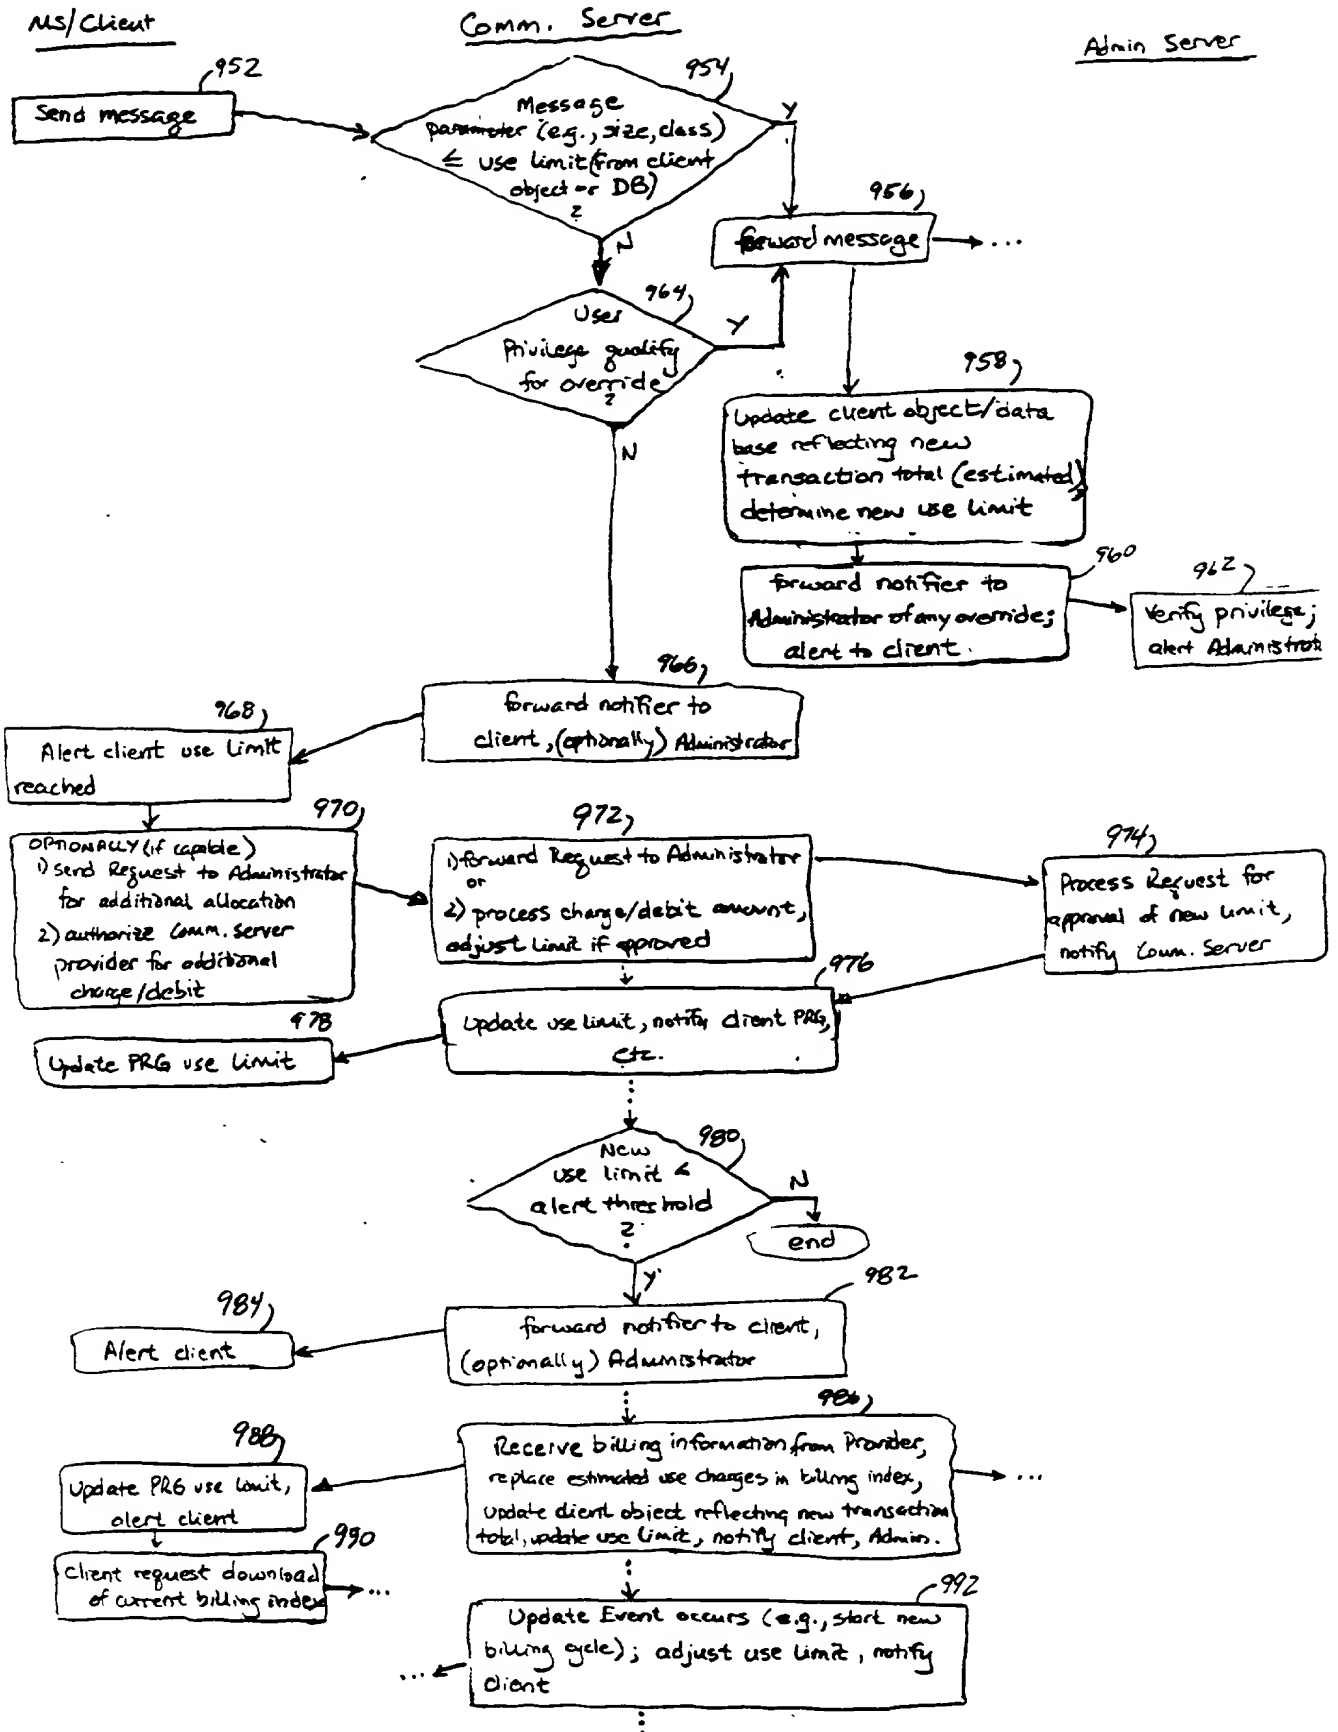 MS/Client
Comm. Server
Admin Server
952
Send message
954
Message
parameter (e.g., size, class)
≤ use limit (from client
object or DB)
?
Y
N
956
forward message
...
964
User
Privilege qualify
for override
?
Y
N
958
Update client object/data
base reflecting new
transaction total (estimated),
determine new use limit
960
forward notifier to
Administrator of any override;
alert to client.
962
Verify privilege;
alert Administrat
966
forward notifier to
client, (optionally) Administrator
968
Alert client use limit
reached
970
OPTIONALLY (if capable)
1) send Request to Administrator
for additional allocation
2) authorize Comm. Server
provider for additional
charge/debit
972
1) forward Request to Administrator
or
2) process charge/debit amount,
adjust limit if approved
974
Process Request for
approval of new limit,
notify Comm. Server
976
Update use limit, notify client PRG,
etc.
978
Update PRG use limit
980
New
use limit <
alert threshold
?
N
end
Y
982
forward notifier to client,
(optionally) Administrator
984
Alert client
986
Receive billing information from Provider,
replace estimated use charges in billing index,
update client object reflecting new transaction
total, update use limit, notify client, Admin.
...
988
Update PRG use limit,
alert client
990
Client request download
of current billing index
...
992
Update Event occurs (e.g., start new
billing cycle); adjust use limit, notify
client
...